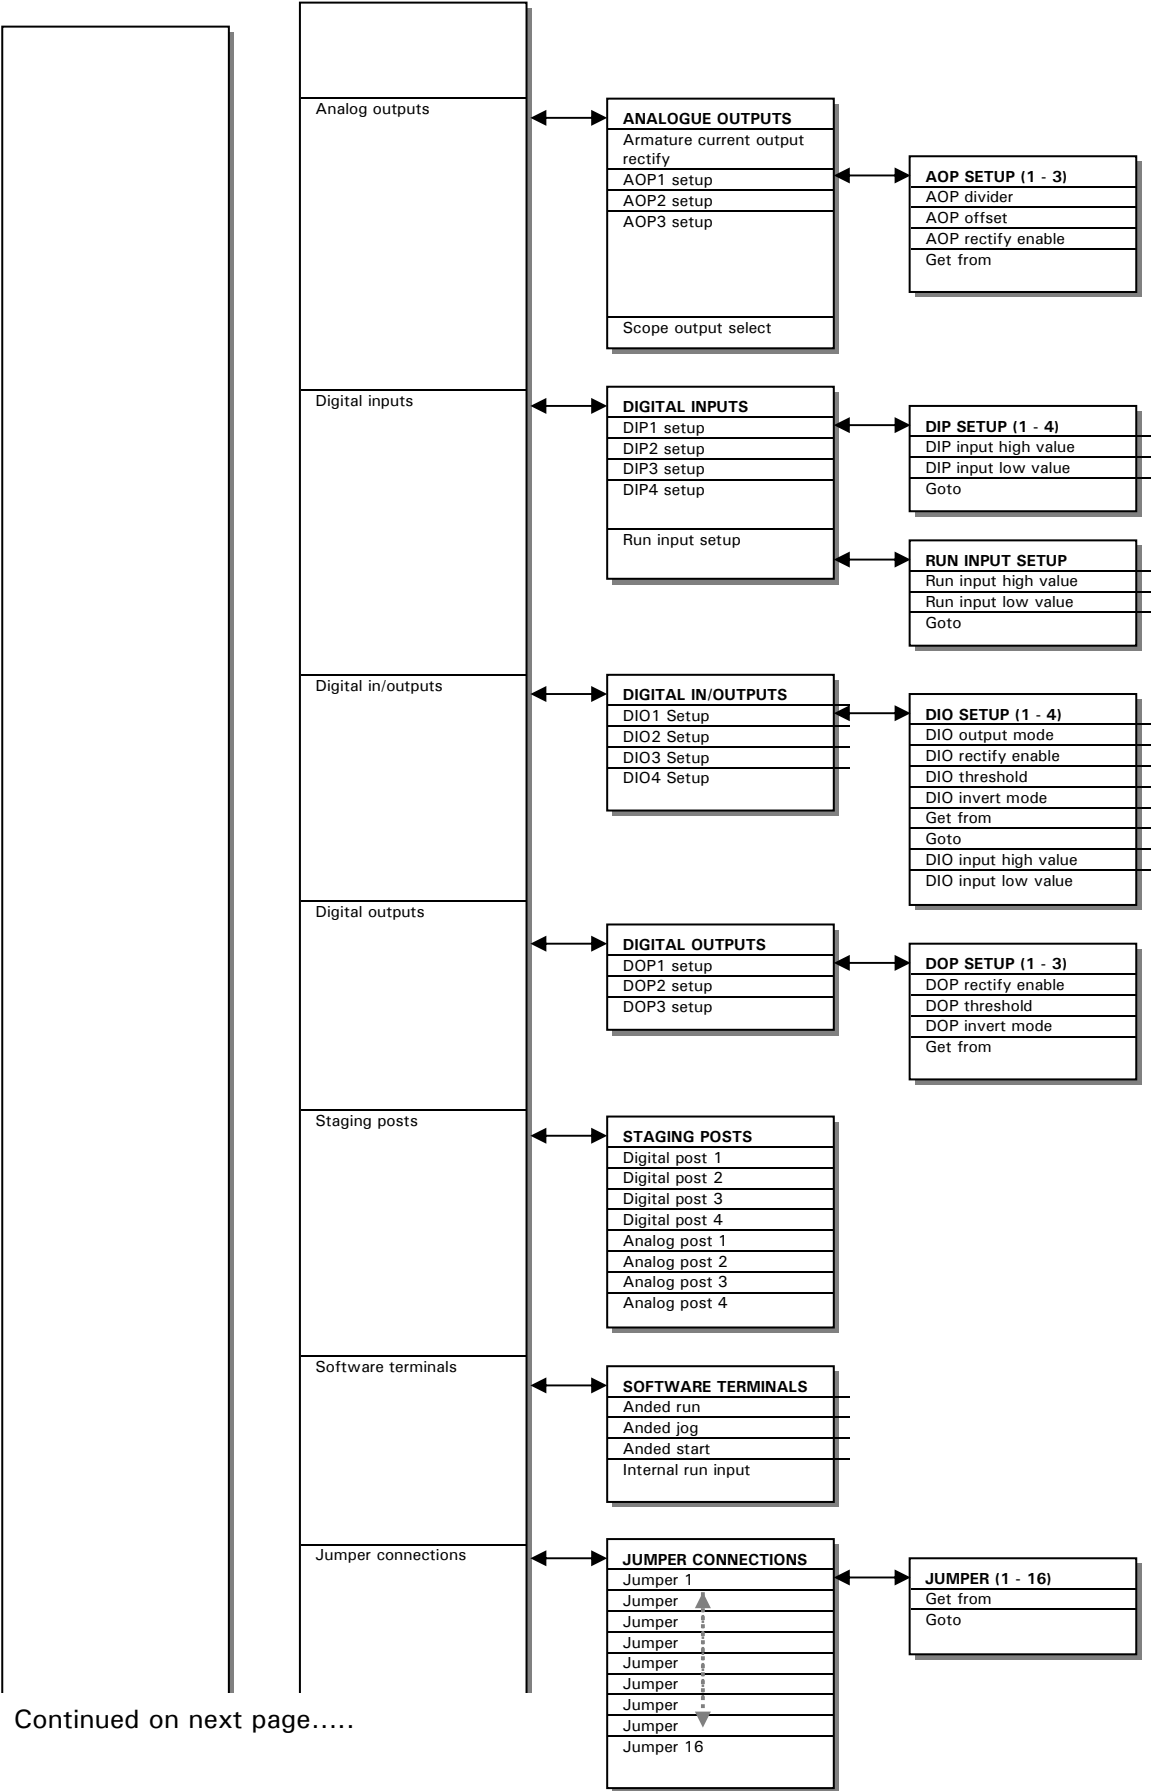 Analog outputs
ANALOGUE OUTPUTS
Armature current output
rectify
AOP1 setup
AOP2 setup
AOP3 setup
Scope output select
AOP SETUP (1 - 3)
AOP divider
AOP offset
AOP rectify enable
Get from
Digital inputs
DIGITAL INPUTS
DIP1 setup
DIP2 setup
DIP3 setup
DIP4 setup
Run input setup
DIP SETUP (1 - 4)
DIP input high value
DIP input low value
Goto
RUN INPUT SETUP
Run input high value
Run input low value
Goto
Digital in/outputs
DIGITAL IN/OUTPUTS
DIO1 Setup
DIO2 Setup
DIO3 Setup
DIO4 Setup
DIO SETUP (1 - 4)
DIO output mode
DIO rectify enable
DIO threshold
DIO invert mode
Get from
Goto
DIO input high value
DIO input low value
Digital outputs
DIGITAL OUTPUTS
DOP1 setup
DOP2 setup
DOP3 setup
DOP SETUP (1 - 3)
DOP rectify enable
DOP threshold
DOP invert mode
Get from
Staging posts
STAGING POSTS
Digital post 1
Digital post 2
Digital post 3
Digital post 4
Analog post 1
Analog post 2
Analog post 3
Analog post 4
Software terminals
SOFTWARE TERMINALS
Anded run
Anded jog
Anded start
Internal run input
Jumper connections
JUMPER CONNECTIONS
Jumper 1
Jumper
Jumper
Jumper
Jumper
Jumper
Jumper
Jumper
Jumper 16
JUMPER (1 - 16)
Get from
Goto
Continued on next page.....